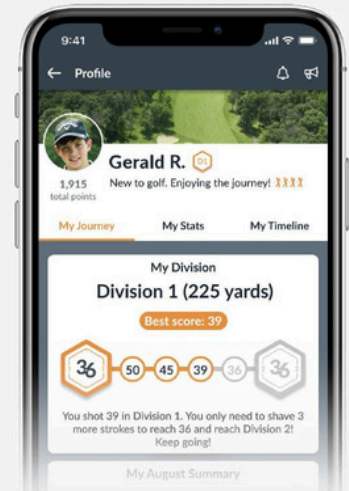 9:41
Profile
Gerald R. D1
1,915
total points
New to golf. Enjoying the journey!
My Journey My Stats My Timeline
My Division
Division 1 (225 yards)
Best score: 39
36 50 45 39 36 36
You shot 39 in Division 1. You only need to shave 3
more strokes to reach 36 and reach Division 2!
Keep going!
My August Summary